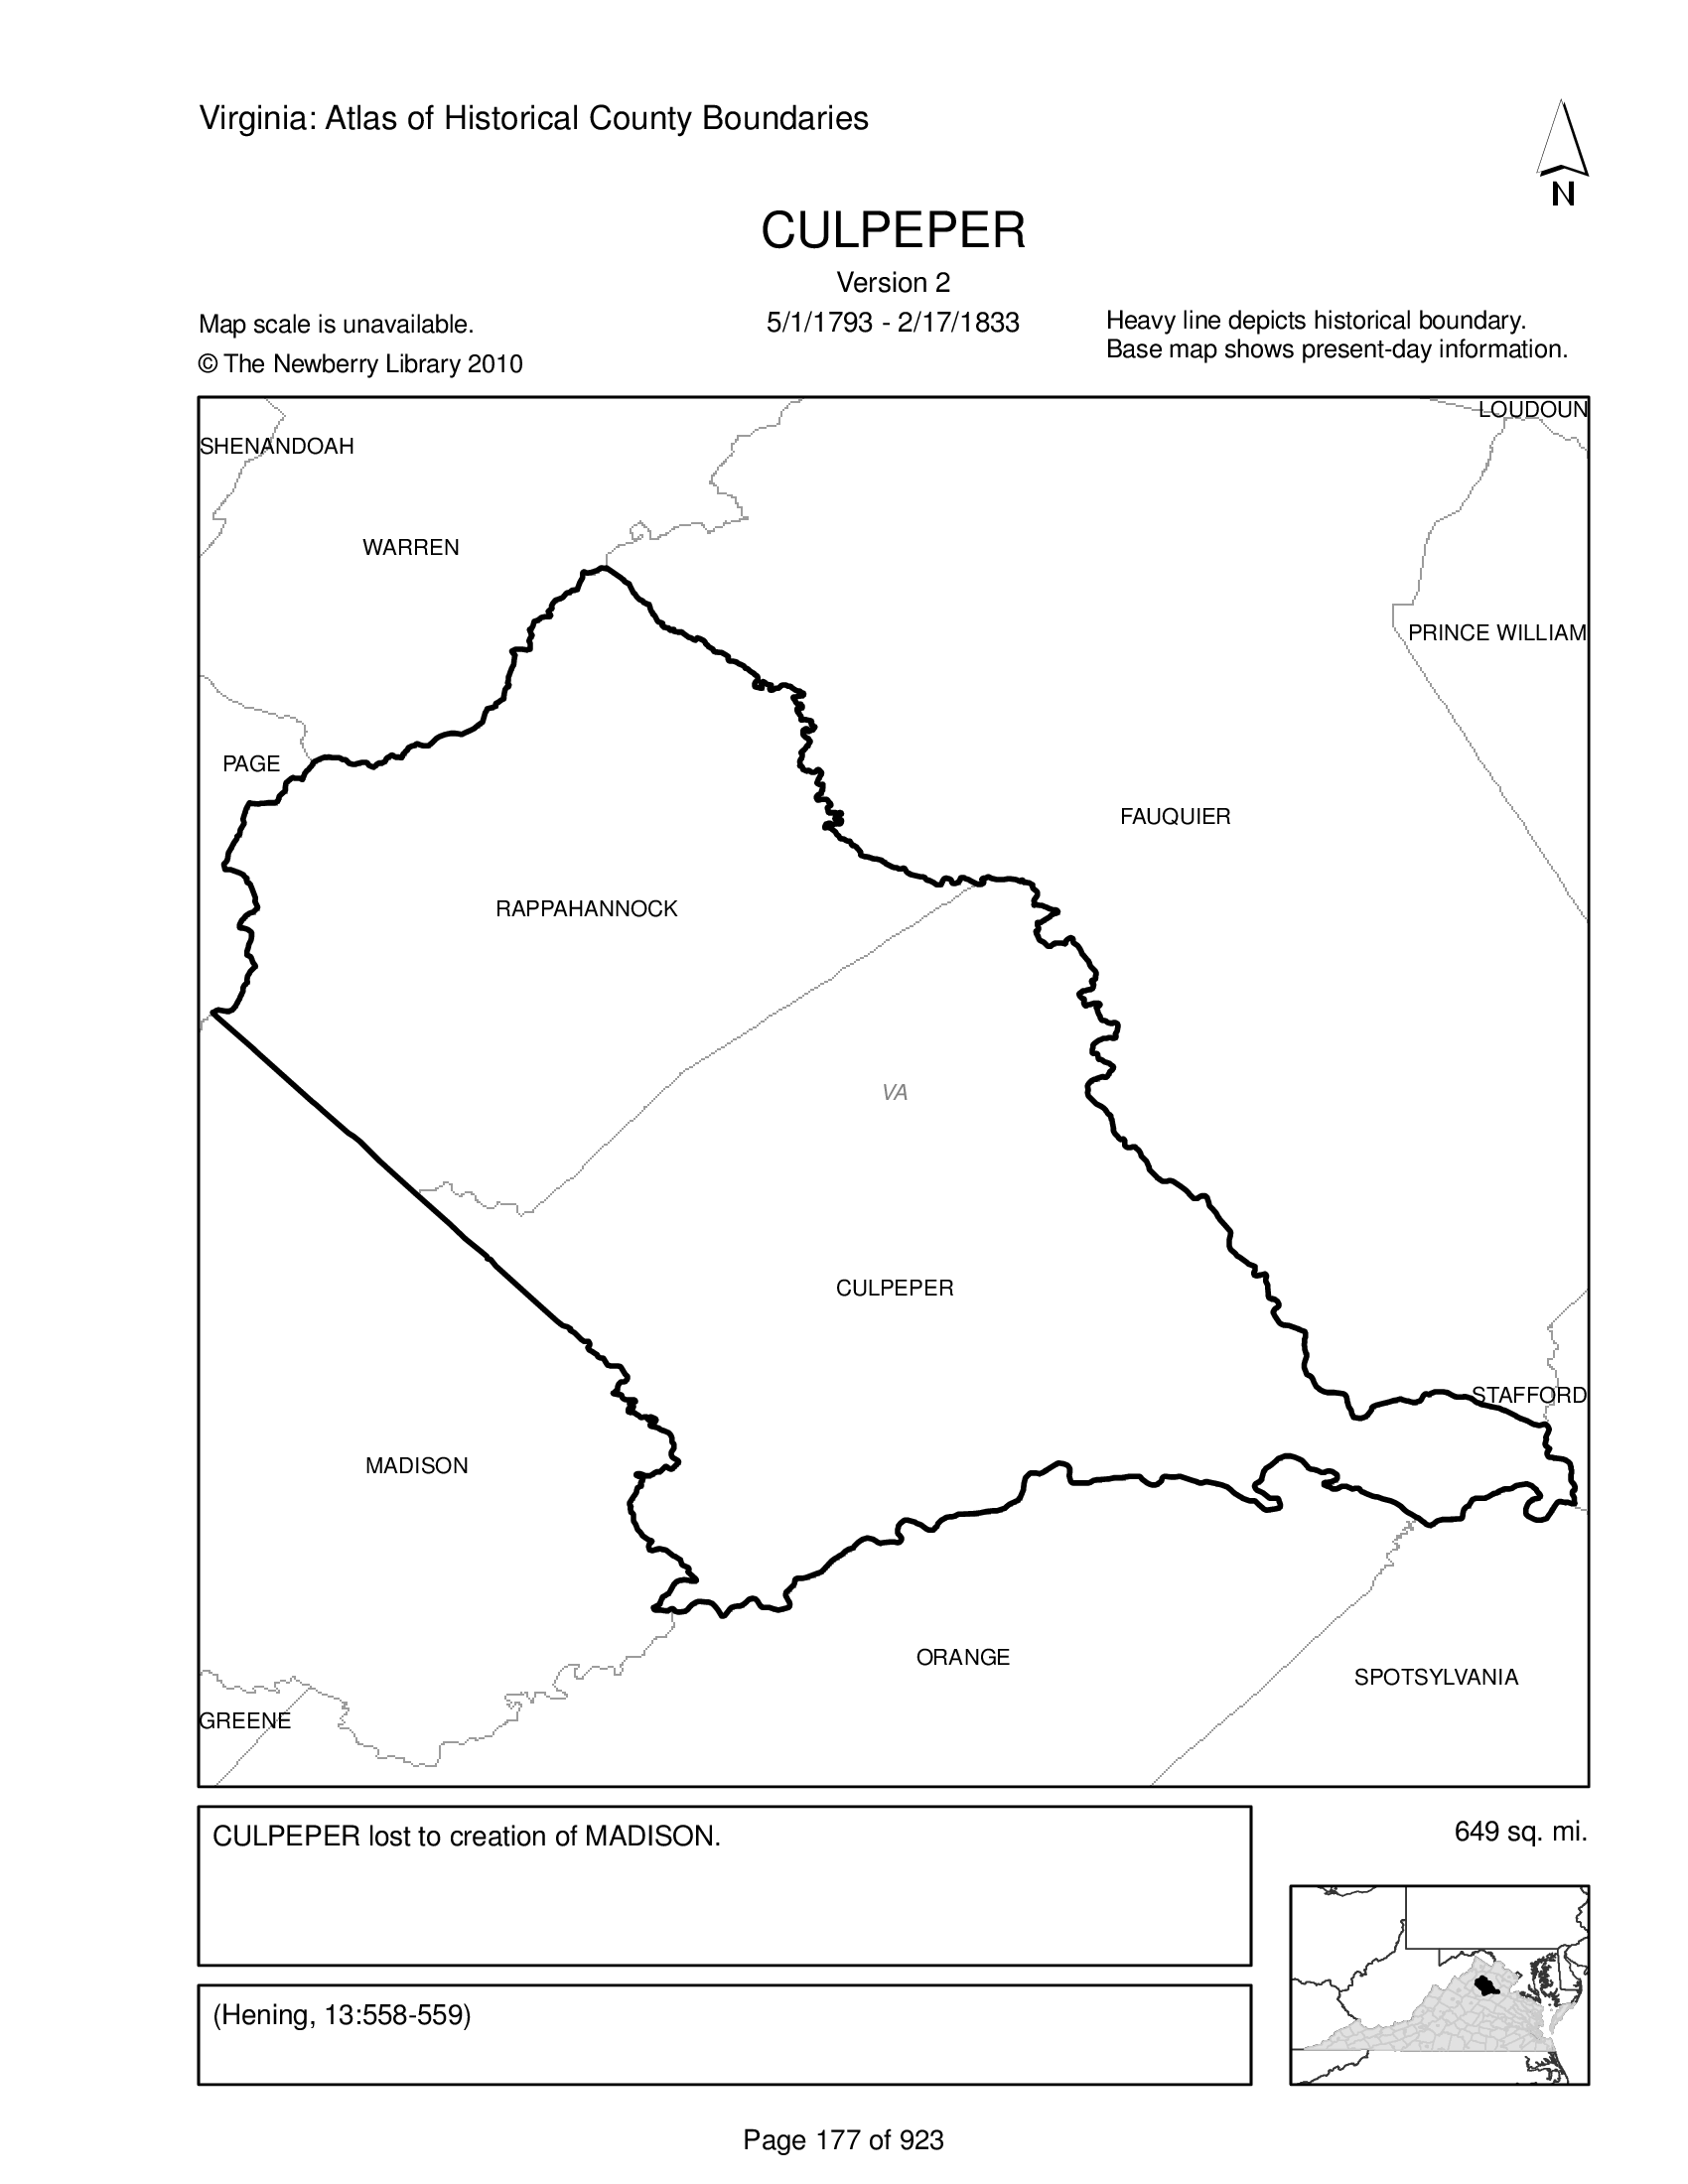 Virginia: Atlas of Historical County Boundaries
N
CULPEPER
Version 2
5/1/1793 - 2/17/1833
Map scale is unavailable.
© The Newberry Library 2010
Heavy line depicts historical boundary.
Base map shows present-day information.
LOUDOUN
SHENANDOAH
WARREN
PRINCE WILLIAM
PAGE
FAUQUIER
RAPPAHANNOCK
VA
CULPEPER
STAFFORD
MADISON
ORANGE
SPOTSYLVANIA
GREENE
CULPEPER lost to creation of MADISON.
649 sq. mi.
(Hening, 13:558-559)
Page 177 of 923